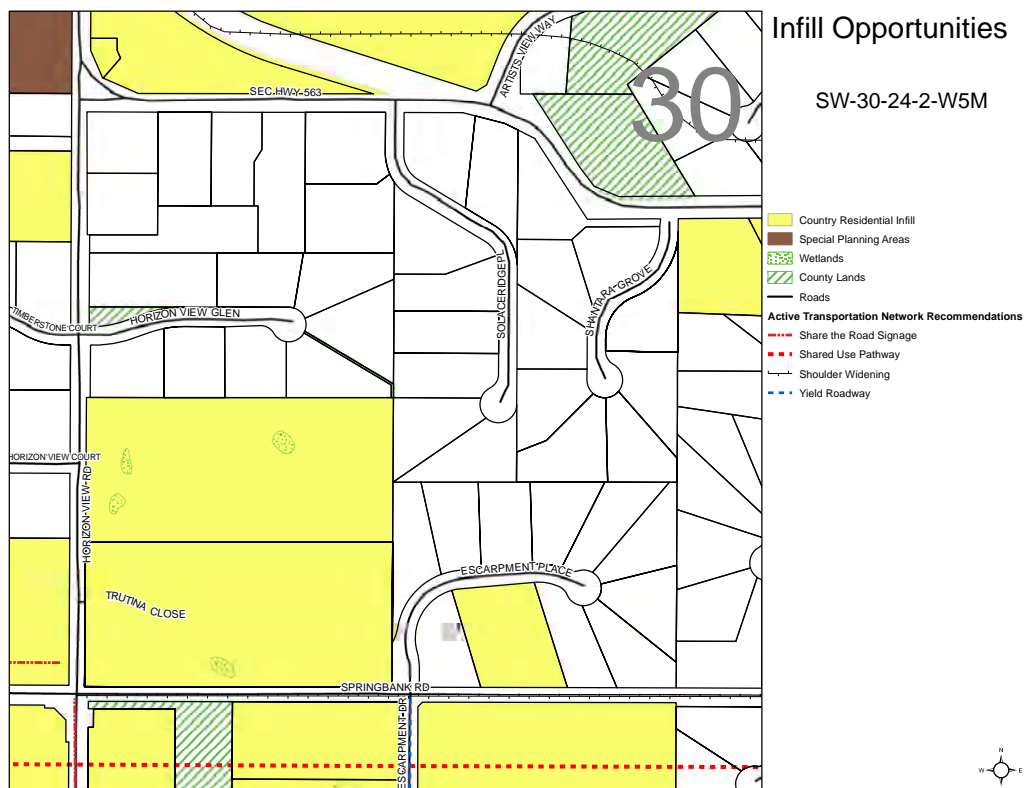 Infill Opportunities
SW-30-24-2-W5M
30
SEC HWY 563
ARTISTS VIEW WAY
SOLACERIDGEPL
SHANTARA GROVE
TIMBERSTONE COURT
HORIZON VIEW GLEN
HORIZON VIEW COURT
HORIZON VIEW RD
ESCARPMENT PLACE
TRUTINA CLOSE
SPRINGBANK RD
ESCARPMENT DR
Country Residential Infill
Special Planning Areas
Wetlands
County Lands
Roads
Active Transportation Network Recommendations
Share the Road Signage
Shared Use Pathway
Shoulder Widening
Yield Roadway
N
W
E
S